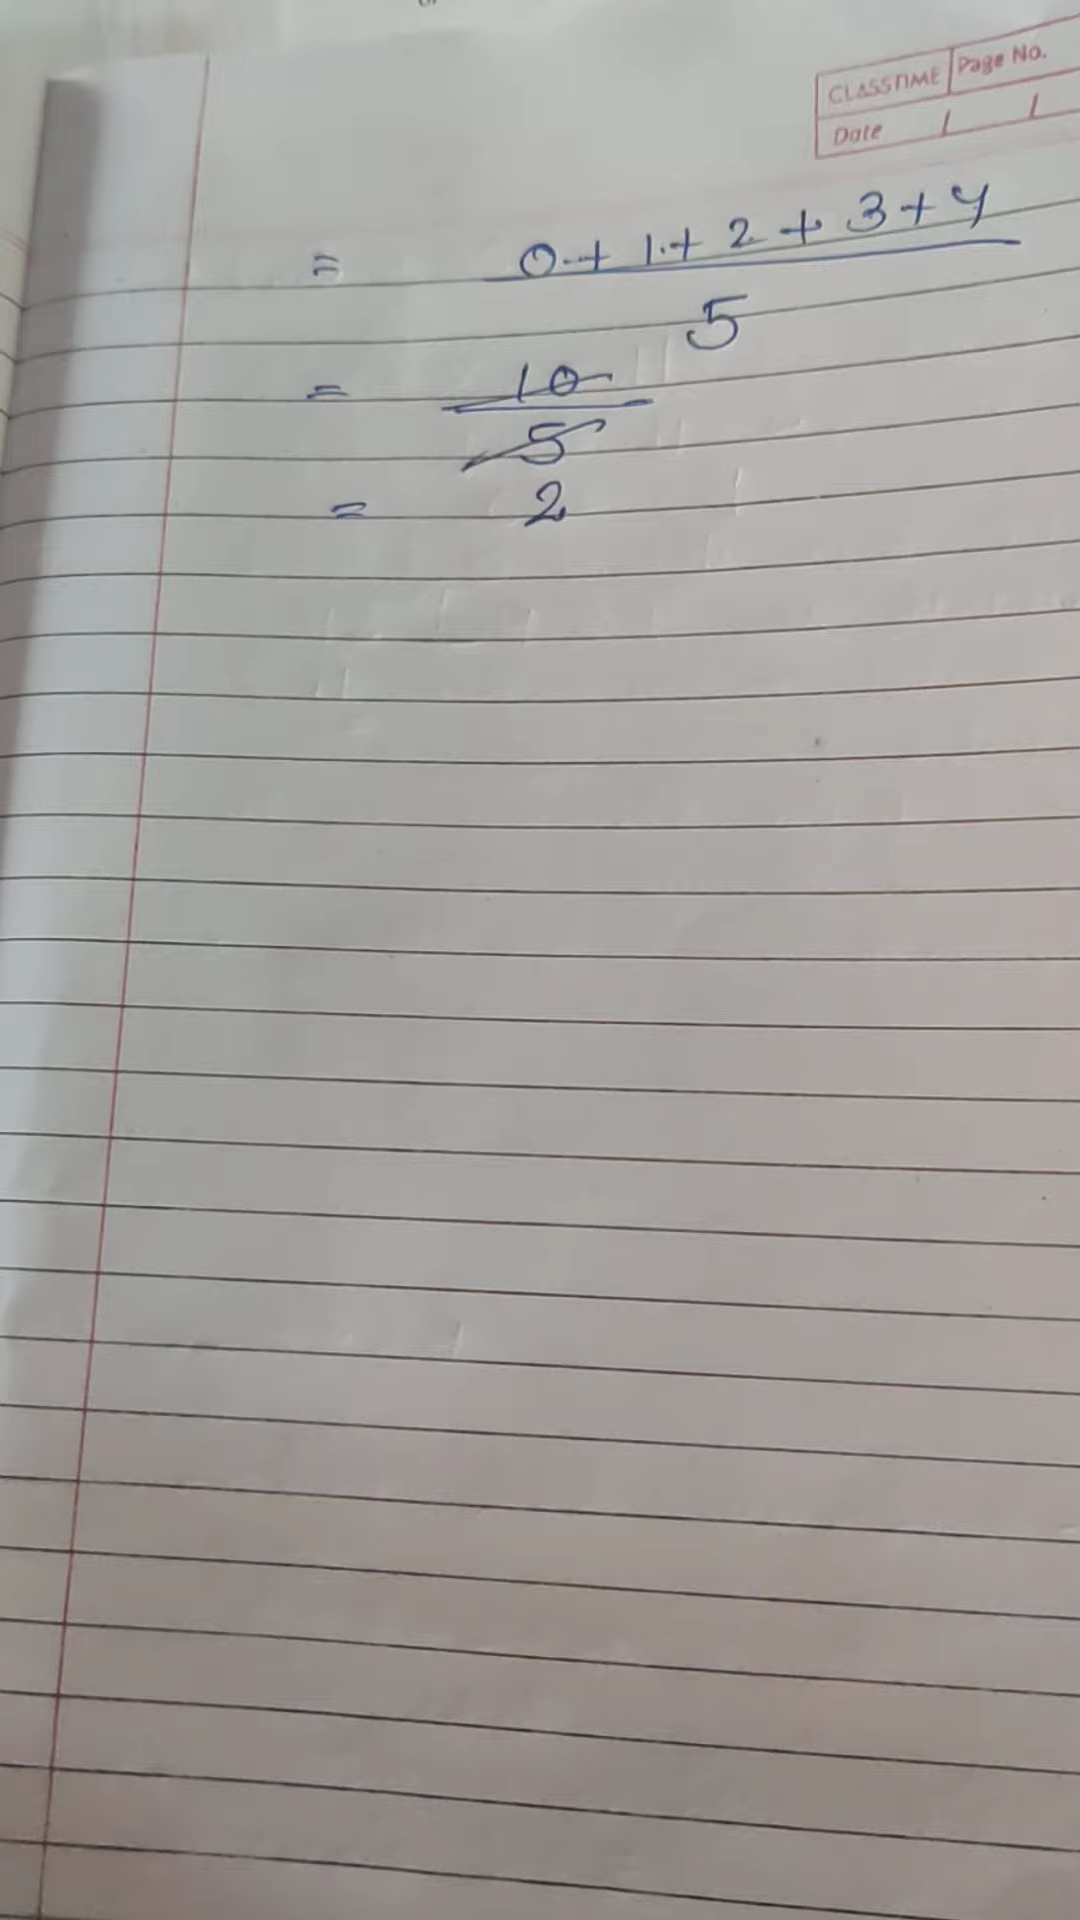 CLASSTIME Page No.
Date / /
= 0 + 1 + 2 + 3 + 4
5
= 10
5
= 2